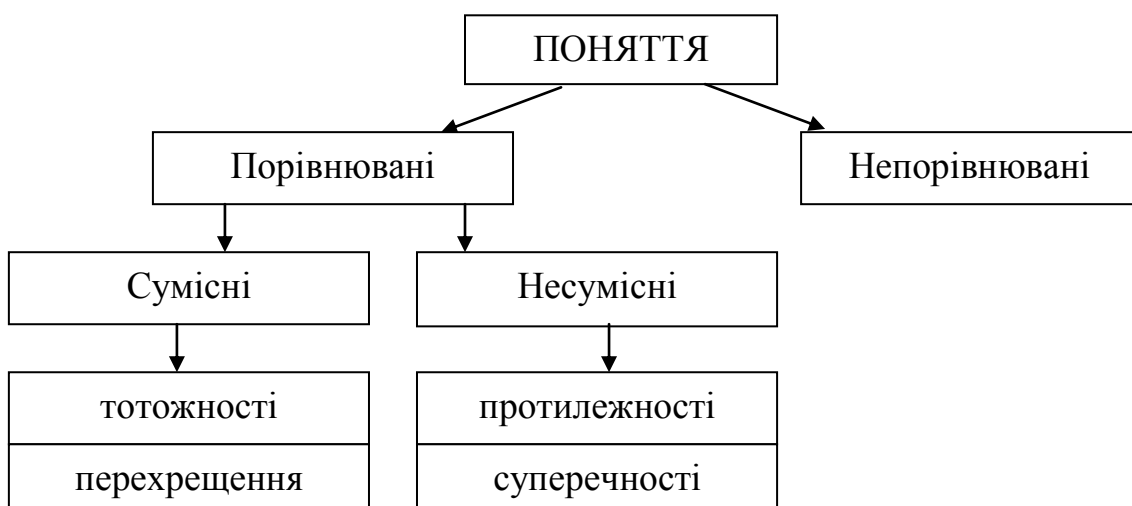 ПОНЯТТЯ
Порівнювані
Непорівнювані
Сумісні
Несумісні
тотожності
протилежності
перехрещення
суперечності